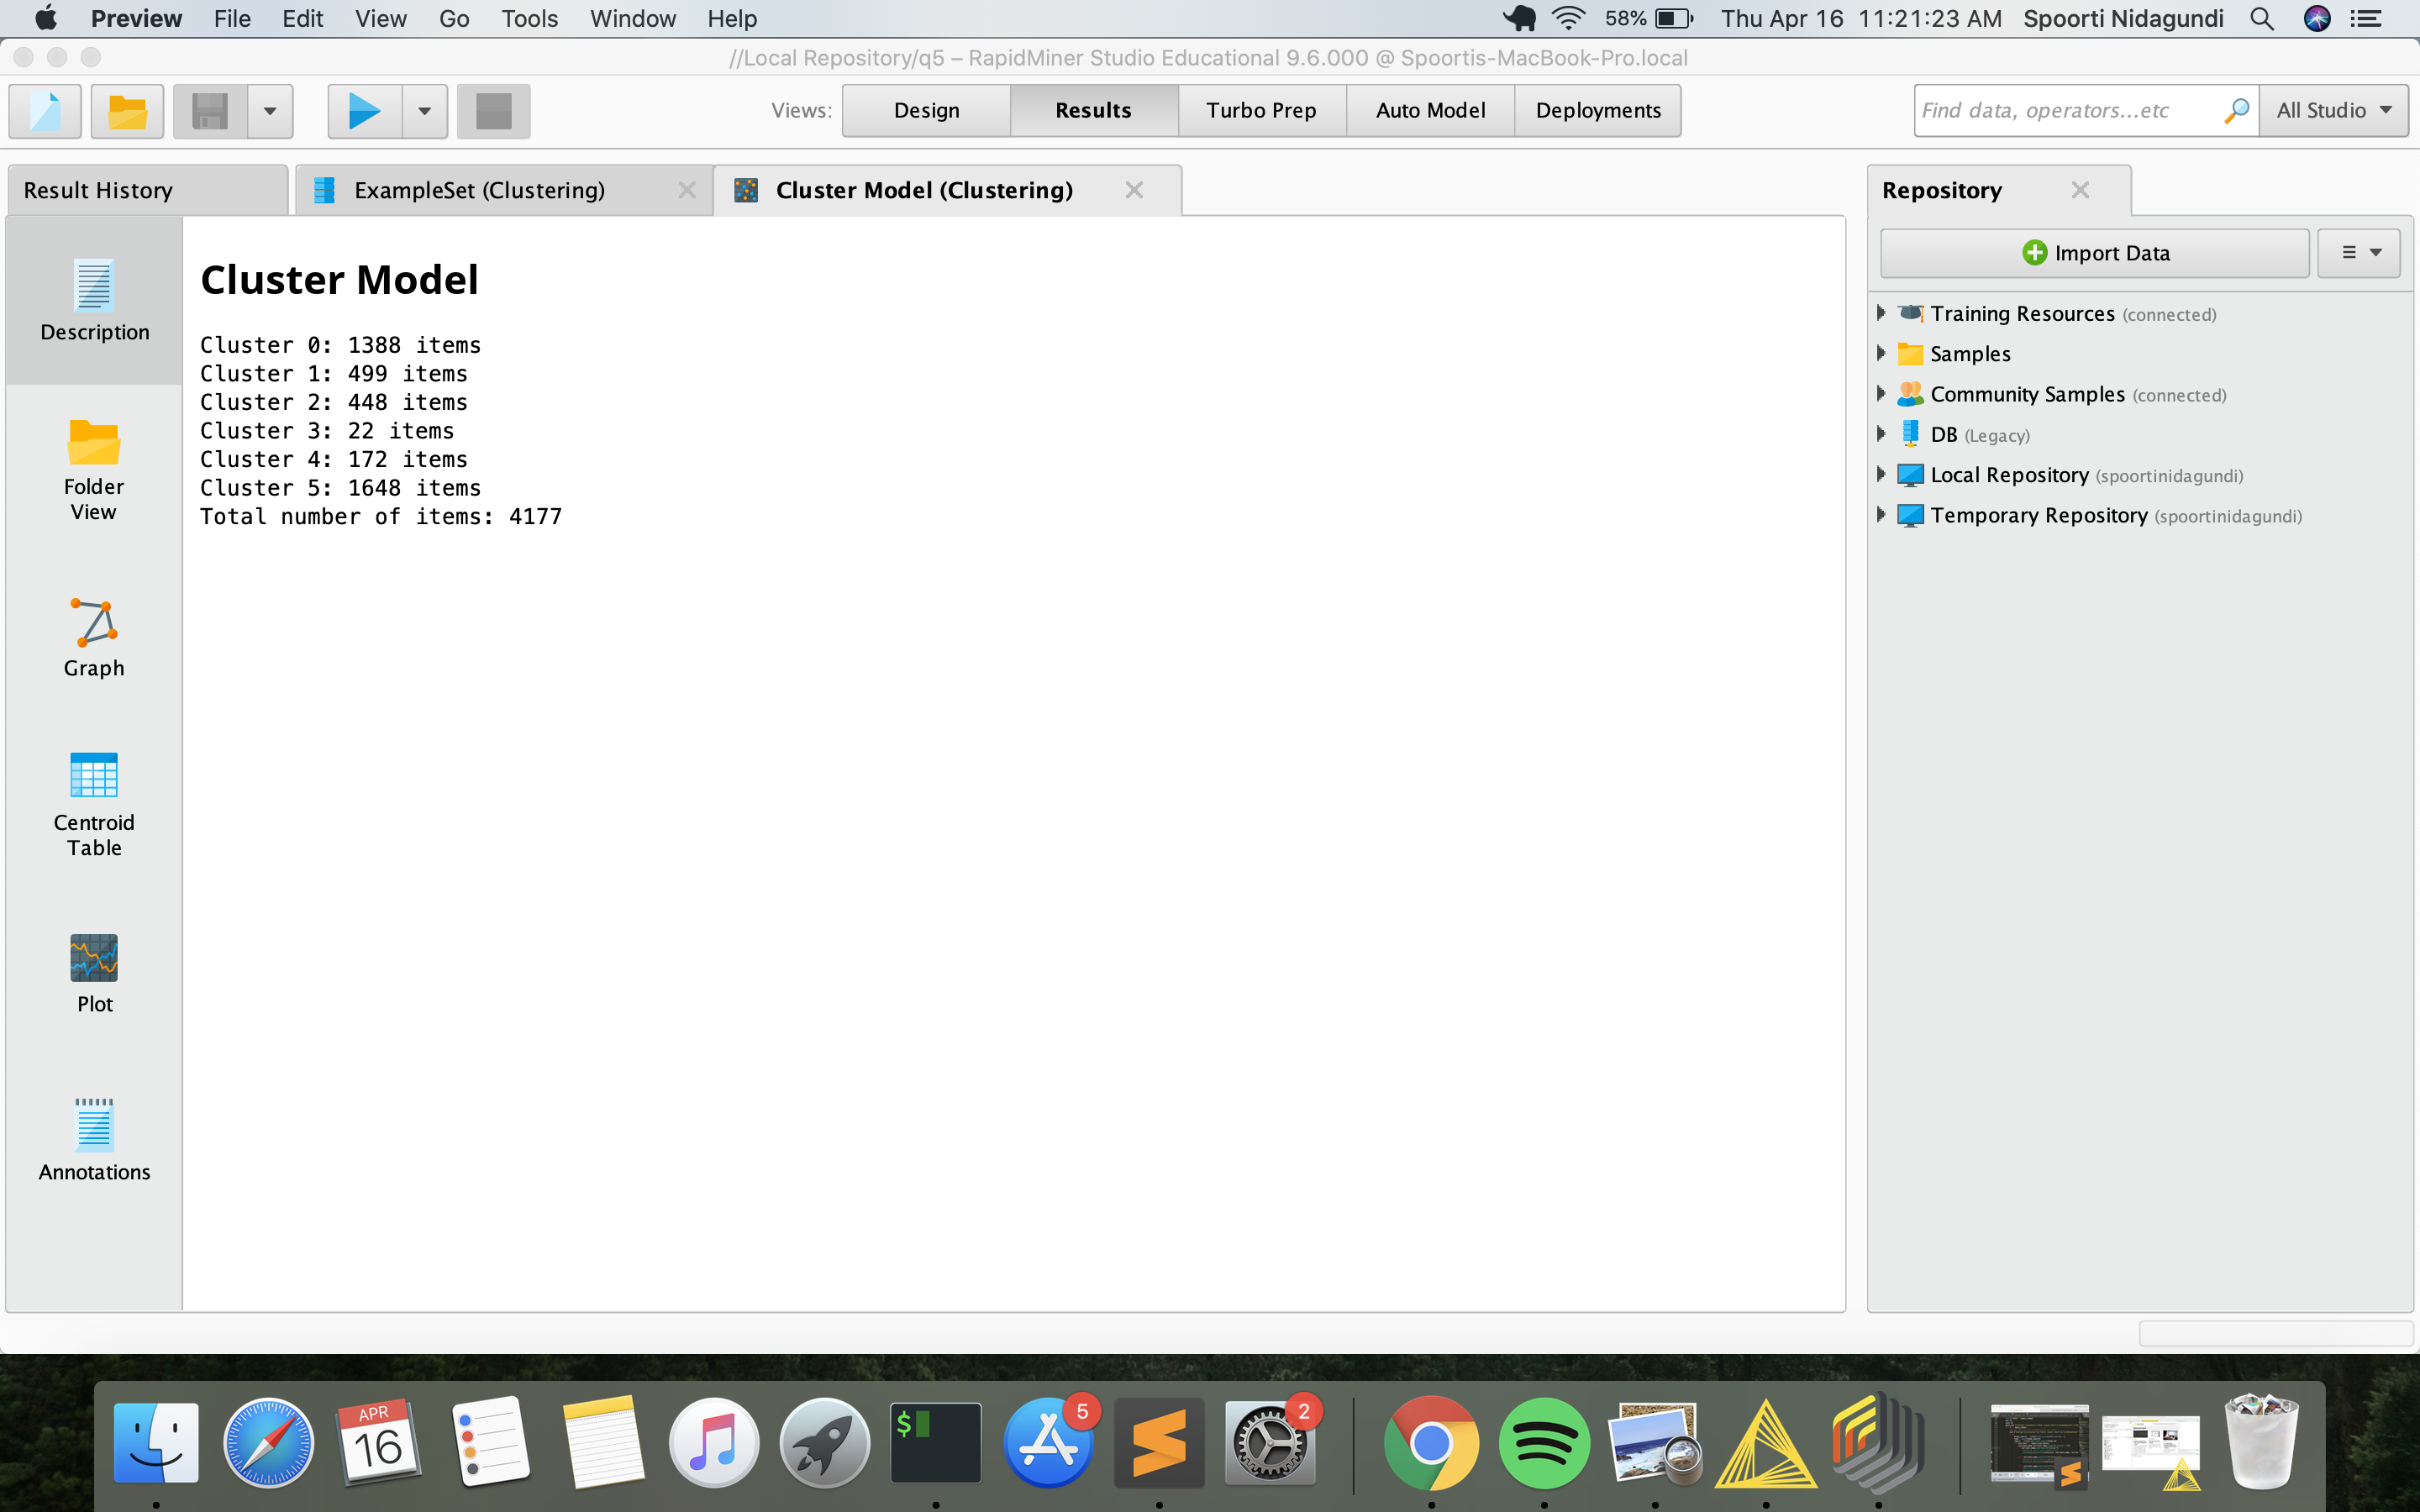 Preview File Edit View Go Tools Window Help 58% Thu Apr 16 11:21:23 AM Spoorti Nidagundi
//Local Repository/q5 – RapidMiner Studio Educational 9.6.000 @ Spoortis-MacBook-Pro.local
Views: Design Results Turbo Prep Auto Model Deployments Find data, operators...etc All Studio
Result History ExampleSet (Clustering) Cluster Model (Clustering) Repository
Import Data
Description
Folder
View
Graph
Centroid
Table
Plot
Annotations
Cluster Model
Cluster 0: 1388 items
Cluster 1: 499 items
Cluster 2: 448 items
Cluster 3: 22 items
Cluster 4: 172 items
Cluster 5: 1648 items
Total number of items: 4177
Training Resources (connected)
Samples
Community Samples (connected)
DB (Legacy)
Local Repository (spoortinidagundi)
Temporary Repository (spoortinidagundi)
APR
16
$
5
2